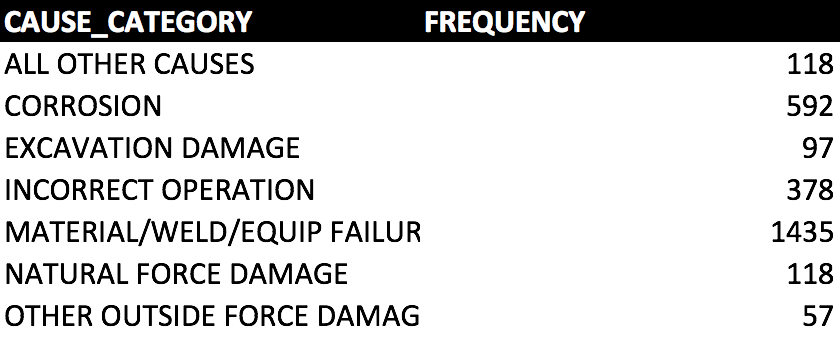 CAUSE_CATEGORY FREQUENCY
ALL OTHER CAUSES 118
CORROSION 592
EXCAVATION DAMAGE 97
INCORRECT OPERATION 378
MATERIAL/WELD/EQUIP FAILUR 1435
NATURAL FORCE DAMAGE 118
OTHER OUTSIDE FORCE DAMAG 57